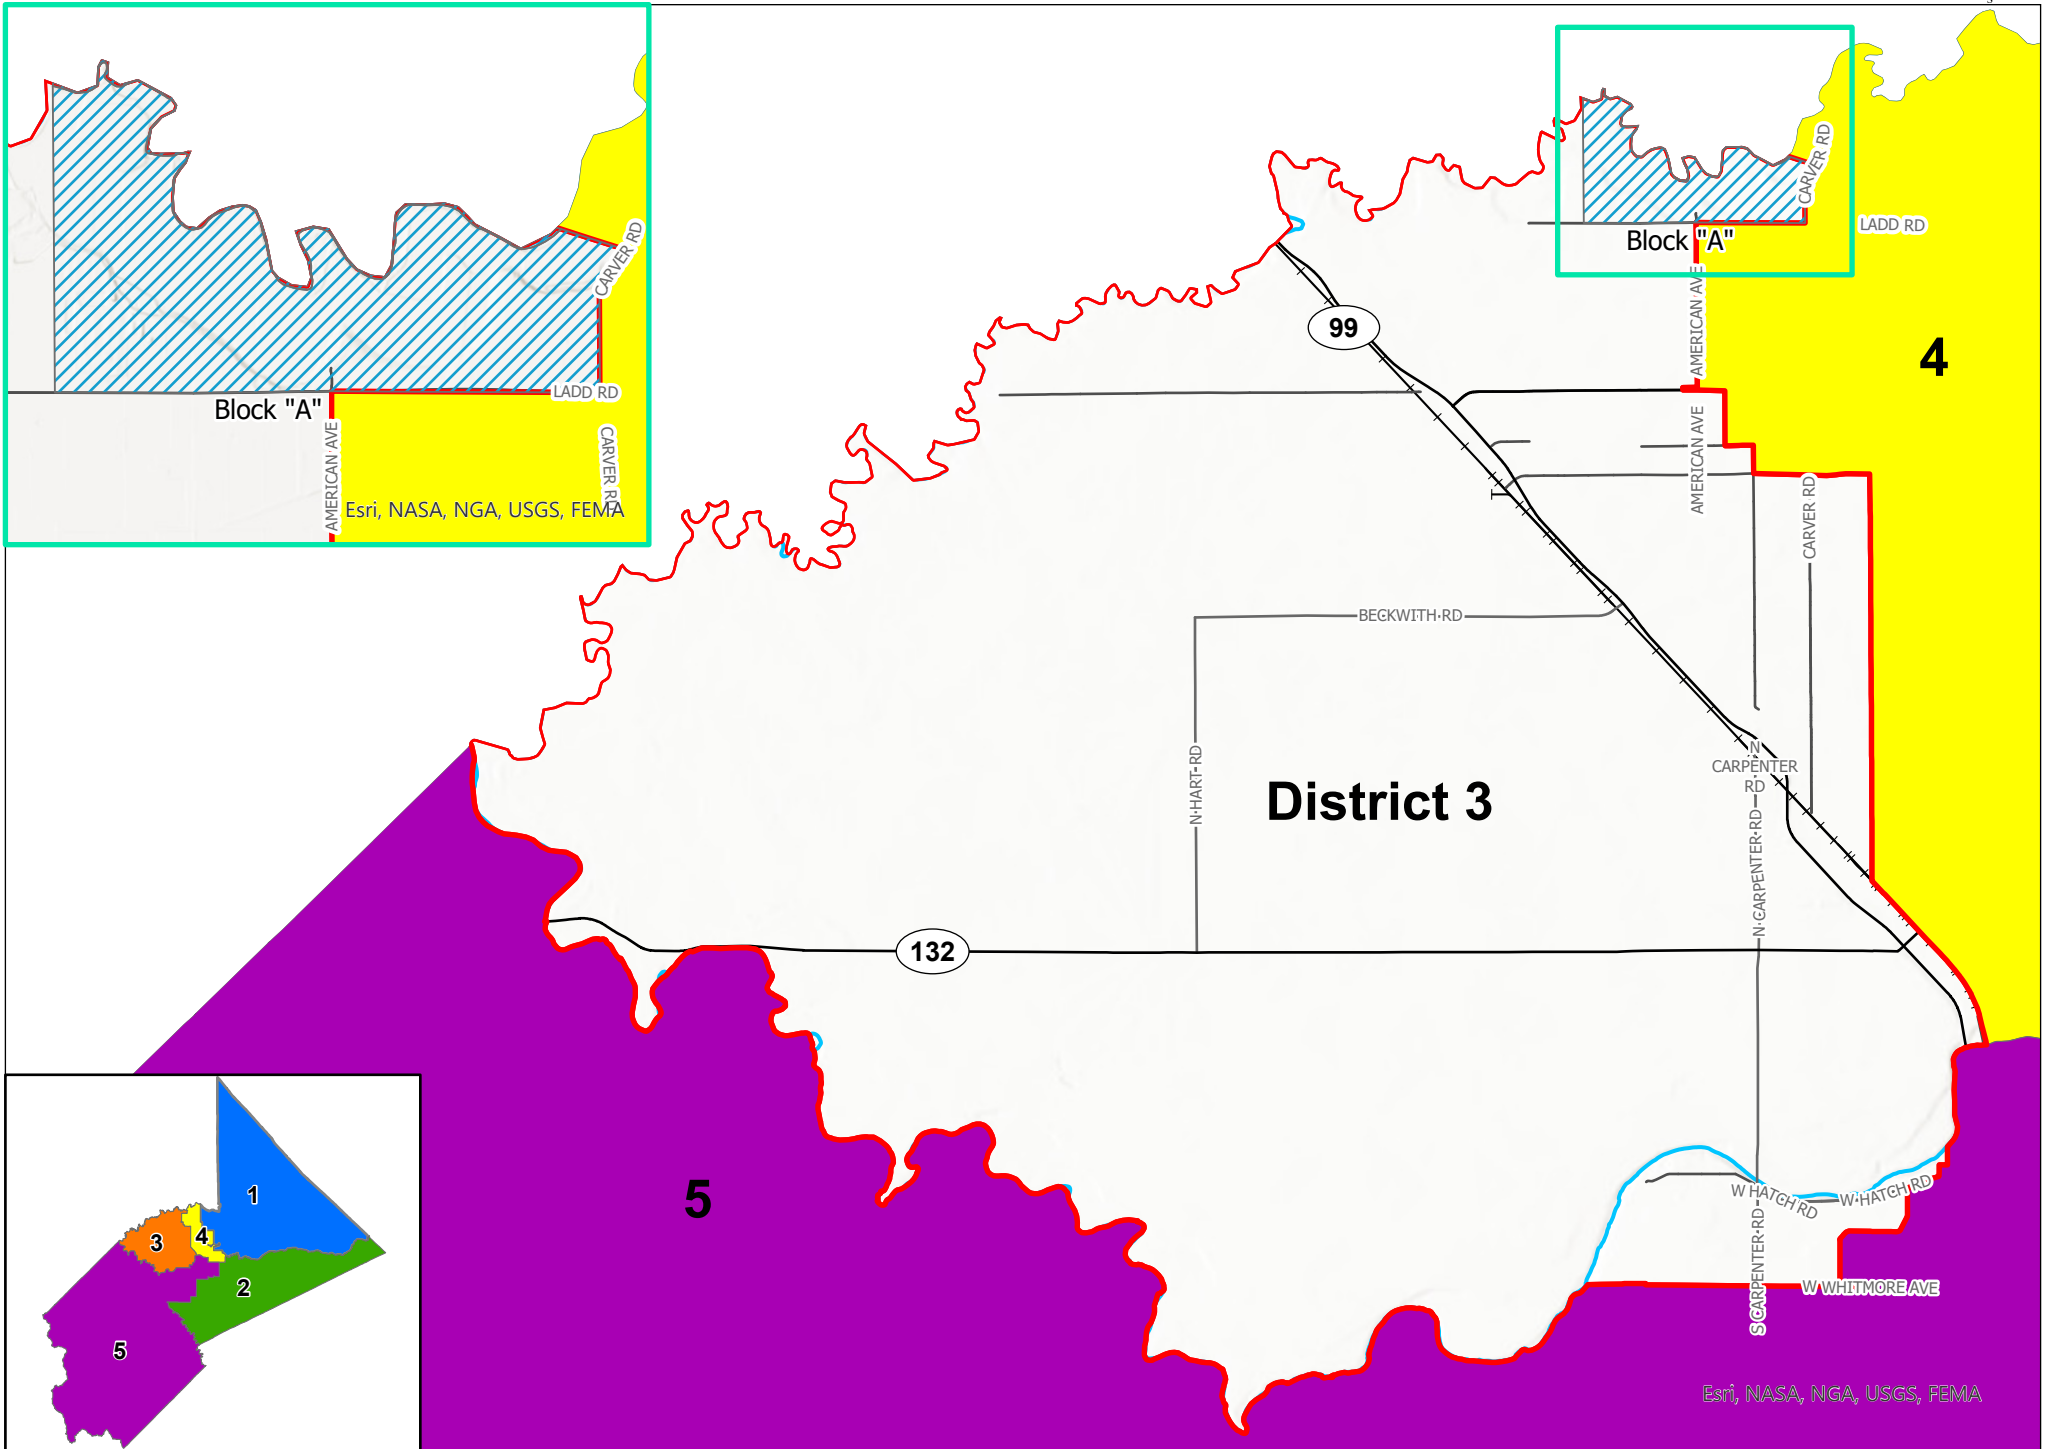 CARVER RD
LADD RD
Block "A"
AMERICAN AVE
CARVER RD
Esri, NASA, NGA, USGS, FEMA
CARVER RD
LADD RD
Block "A"
AMERICAN AVE
99
4
AMERICAN AVE
CARVER RD
BECKWITH RD
N HART RD
N
CARPENTER
RD
District 3
N CARPENTER RD
132
5
W HATCH RD
W HATCH RD
S CARPENTER RD
W WHITMORE AVE
Esri, NASA, NGA, USGS, FEMA
1
3
4
2
5